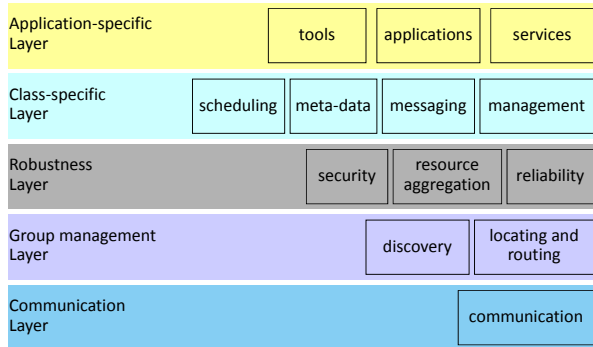 Application-specific
Layer
tools
applications
services
Class-specific
Layer
scheduling
meta-data
messaging
management
Robustness
Layer
security
resource
aggregation
reliability
Group management
Layer
discovery
locating and
routing
Communication
Layer
communication